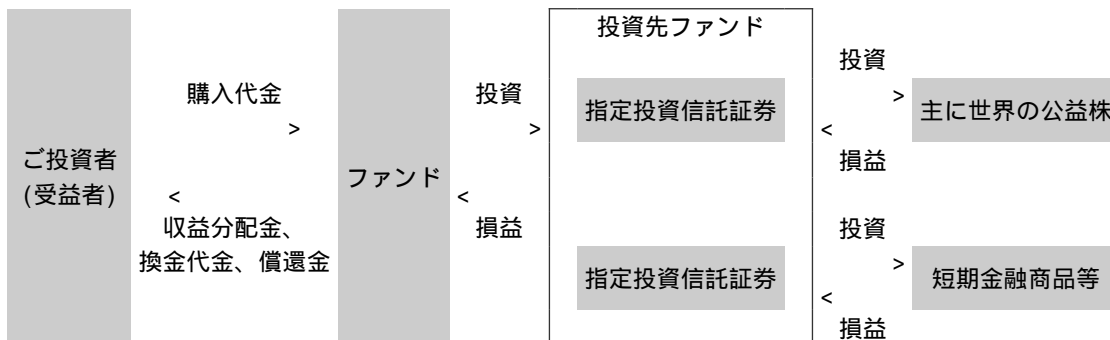 投資先ファンド
購入代金
>
ご投資者
(受益者)
<
収益分配金、
換金代金、償還金
ファンド
投資
>
<
損益
指定投資信託証券
投資
>
<
損益
主に世界の公益株
指定投資信託証券
投資
>
<
損益
短期金融商品等